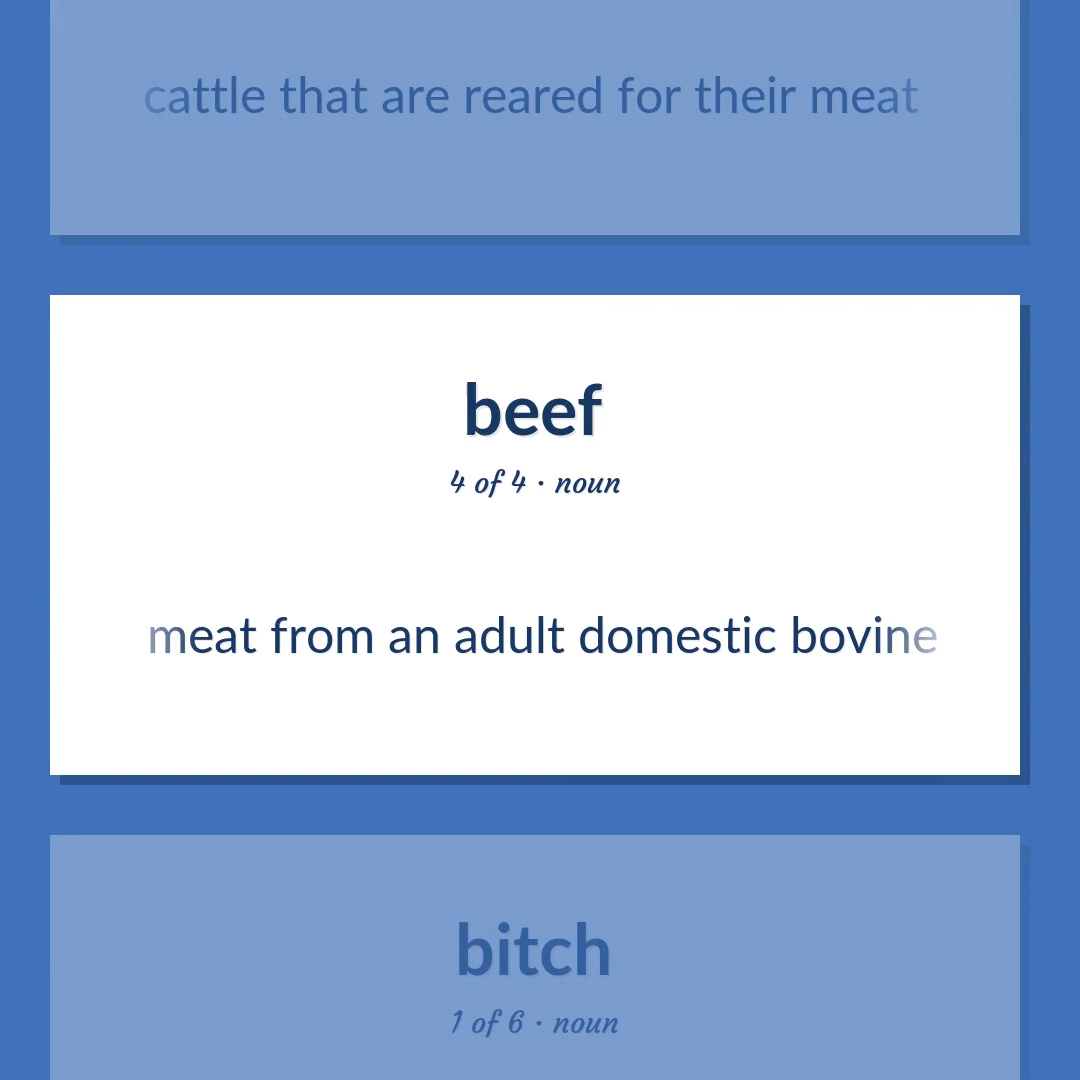 cattle that are reared for their meat
beef
4 of 4 · noun
meat from an adult domestic bovine
bitch
1 of 6 · noun